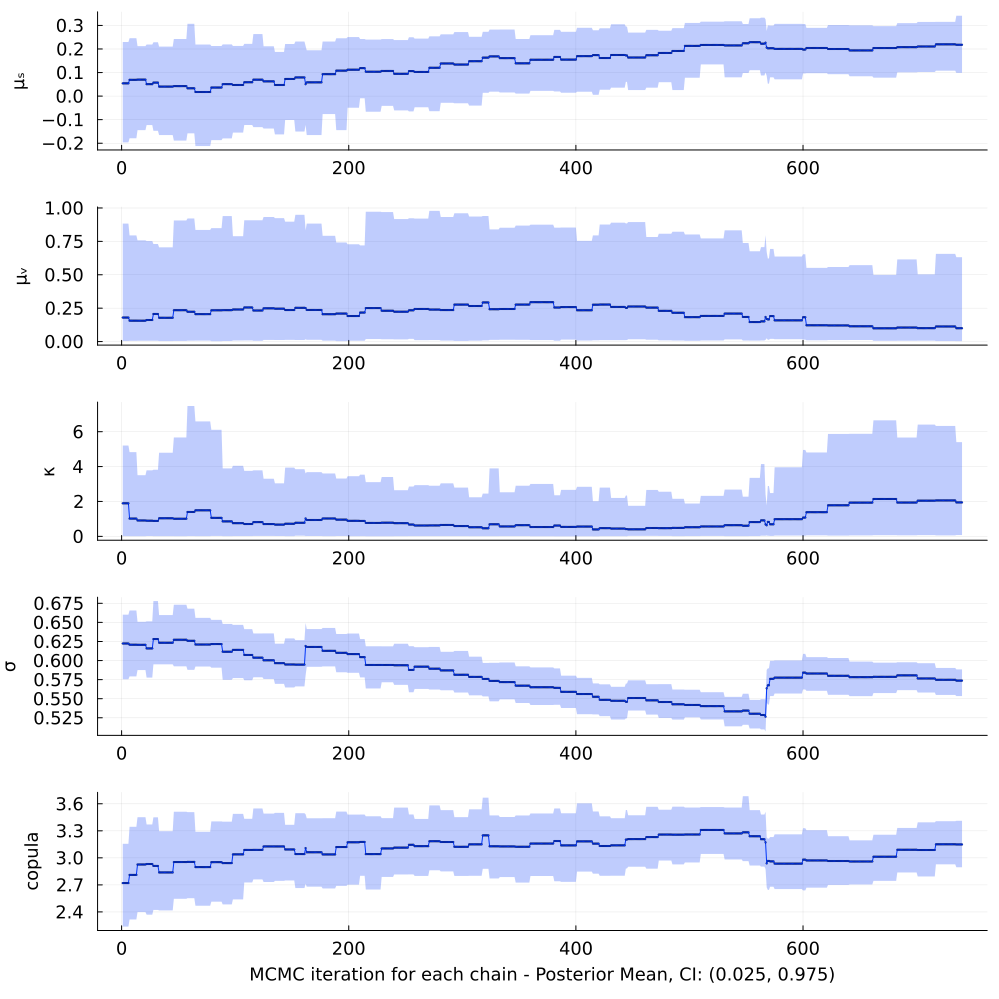 μₛ
0.3
0.2
0.1
0.0
−0.1
−0.2
0 200 400 600
μᵥ
1.00
0.75
0.50
0.25
0.00
0 200 400 600
κ
6
4
2
0
0 200 400 600
σ
0.675
0.650
0.625
0.600
0.575
0.550
0.525
0 200 400 600
copula
3.6
3.3
3.0
2.7
2.4
0 200 400 600
MCMC iteration for each chain - Posterior Mean, CI: (0.025, 0.975)